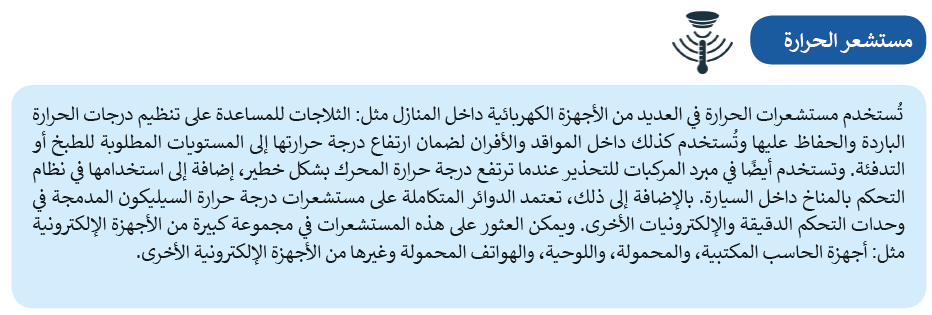 مستشعر الحرارة
تُستخدم مستشعرات الحرارة في العديد من الأجهزة الكهربائية داخل المنازل مثل: الثلاجات للمساعدة على تنظيم درجات الحرارة
الباردة والحفاظ عليها وتُستخدم كذلك داخل المواقد والأفران لضمان ارتفاع درجة حرارتها إلى المستويات المطلوبة للطبخ أو
التدفئة. وتستخدم أيضًا في مبرد المركبات للتحذير عندما ترتفع درجة حرارة المحرك بشكل خطير، إضافة إلى استخدامها في نظام
التحكم بالمناخ داخل السيارة. بالإضافة إلى ذلك، تعتمد الدوائر المتكاملة على مستشعرات درجة حرارة السيليكون المدمجة في
وحدات التحكم الدقيقة والإلكترونيات الأخرى. ويمكن العثور على هذه المستشعرات في مجموعة كبيرة من الأجهزة الإلكترونية
مثل: أجهزة الحاسب المكتبية، والمحمولة، واللوحية، والهواتف المحمولة وغيرها من الأجهزة الإلكترونية الأخرى.